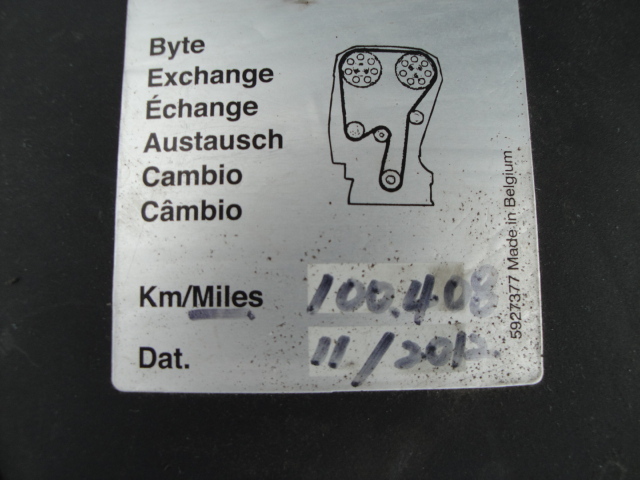 Byte
Exchange
Échange
Austausch
Cambio
Câmbio
Km/Miles 100.408
Dat. 11/2012
5927377 Made in Belgium